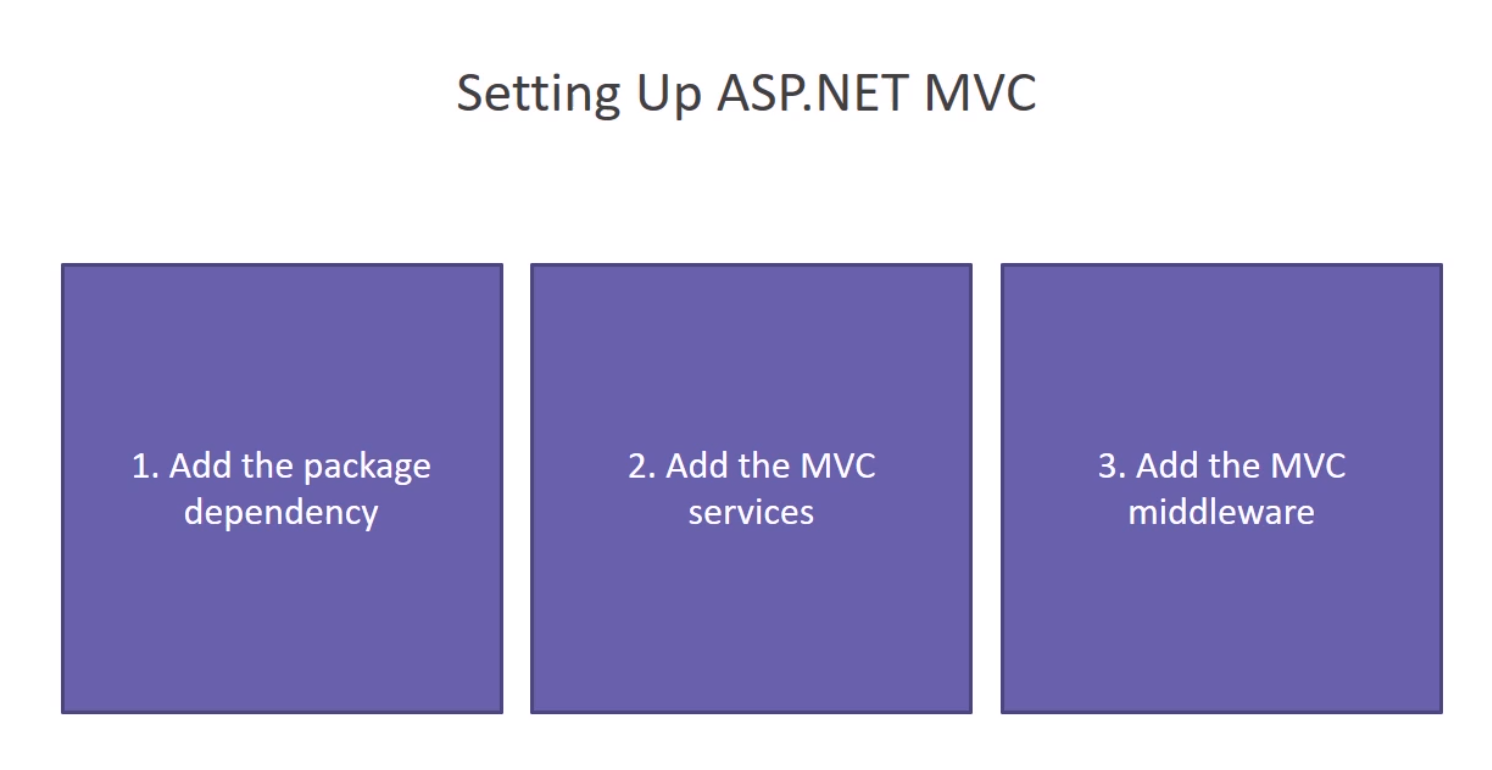 Setting Up ASP.NET MVC
1. Add the package
dependency
2. Add the MVC
services
3. Add the MVC
middleware